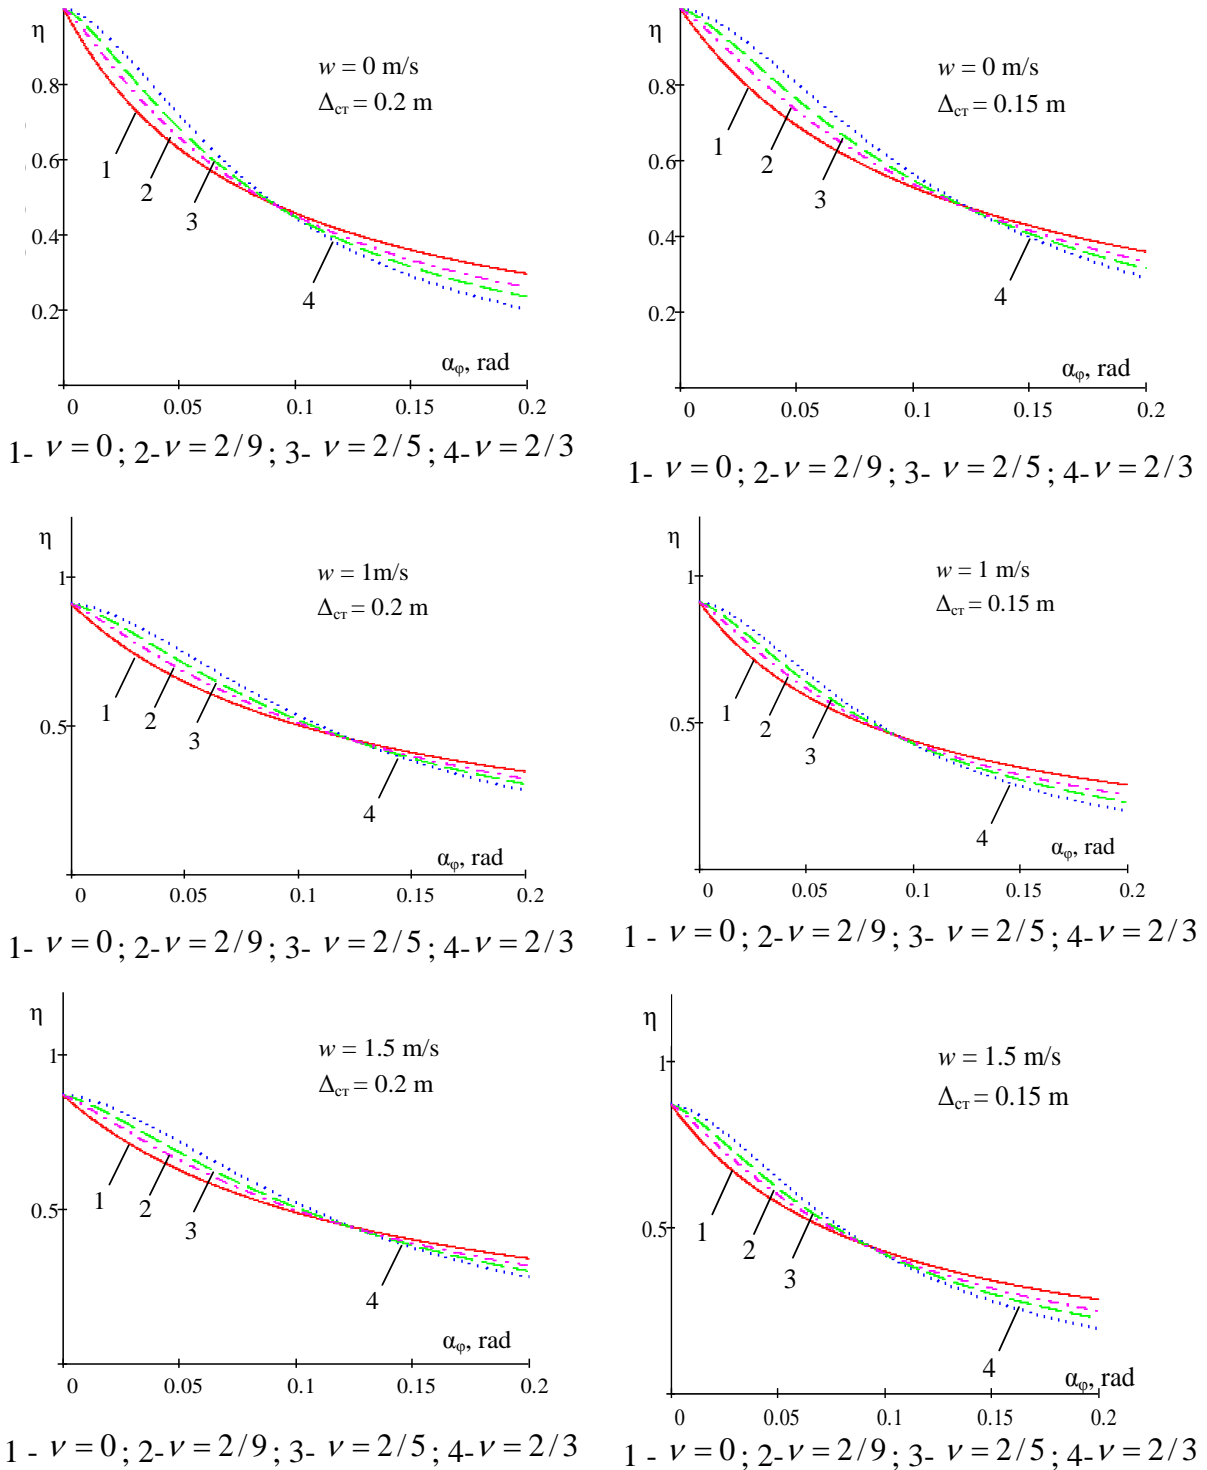 η
w = 0 m/s
Δст = 0.2 m
0.8
0.6
0.4
0.2
1
2
3
4
αφ, rad
0 0.05 0.1 0.15 0.2
1- ν = 0; 2-ν = 2/9; 3- ν = 2/5; 4-ν = 2/3
η
w = 0 m/s
Δст = 0.15 m
0.8
0.6
0.4
0.2
1
2
3
4
αφ, rad
0 0.05 0.1 0.15 0.2
1- ν = 0; 2-ν = 2/9; 3- ν = 2/5; 4-ν = 2/3
η
w = 1m/s
Δст = 0.2 m
1
0.5
1
2
3
4
αφ, rad
0 0.05 0.1 0.15 0.2
1- ν = 0; 2-ν = 2/9; 3- ν = 2/5; 4-ν = 2/3
η
w = 1 m/s
Δст = 0.15 m
1
0.5
1
2
3
4
αφ, rad
0 0.05 0.1 0.15 0.2
1 - ν = 0; 2-ν = 2/9; 3- ν = 2/5; 4-ν = 2/3
η
w = 1.5 m/s
Δст = 0.2 m
1
0.5
1
2
3
4
αφ, rad
0 0.05 0.1 0.15 0.2
1 - ν = 0; 2-ν = 2/9; 3- ν = 2/5; 4-ν = 2/3
η
w = 1.5 m/s
Δст = 0.15 m
1
0.5
1
2
3
4
αφ, rad
0 0.05 0.1 0.15 0.2
1 - ν = 0; 2-ν = 2/9; 3- ν = 2/5; 4-ν = 2/3